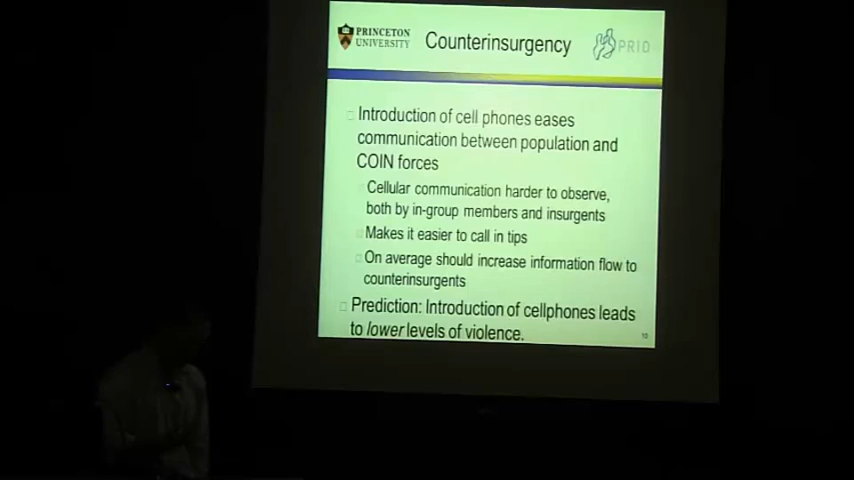 PRINCETON
UNIVERSITY
Counterinsurgency
PRIO
Introduction of cell phones eases
communication between population and
COIN forces
Cellular communication harder to observe,
both by in-group members and insurgents
Makes it easier to call in tips
On average should increase information flow to
counterinsurgents
Prediction: Introduction of cellphones leads
to lower levels of violence.
10